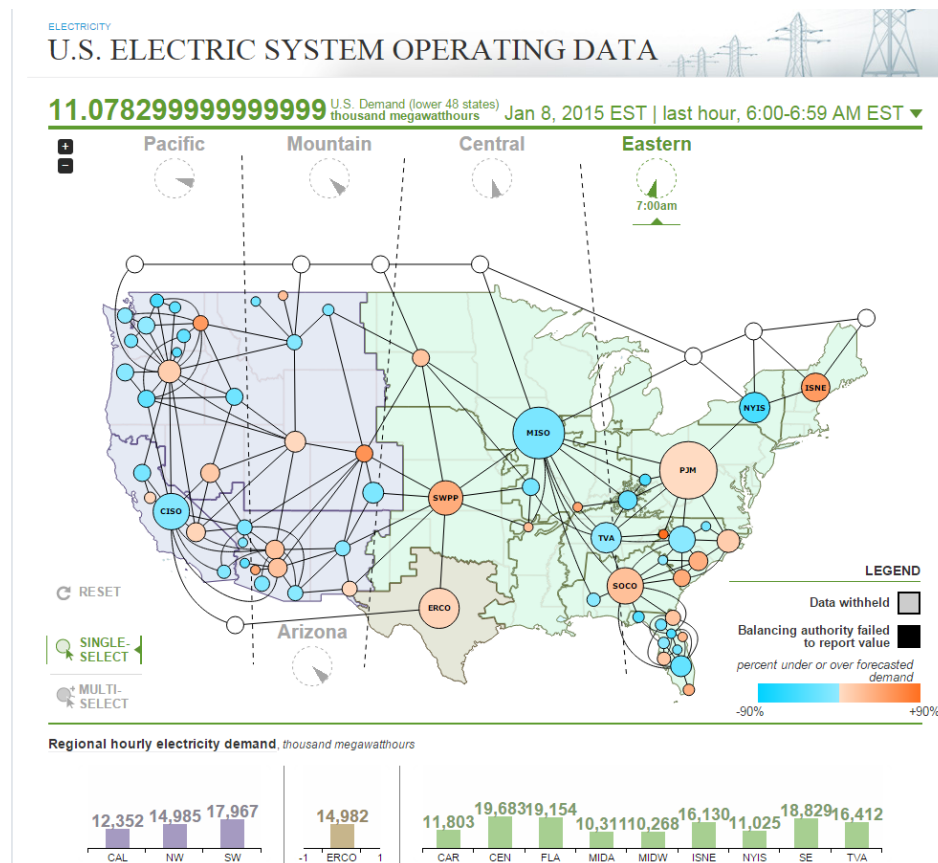 ELECTRICITY
U.S. ELECTRIC SYSTEM OPERATING DATA
11.078299999999999 U.S. Demand (lower 48 states) thousand megawatthours Jan 8, 2015 EST | last hour, 6:00-6:59 AM EST
+
−
Pacific Mountain Central Eastern
7:00am
ISNE
NYIS
MISO
PJM
SWPP
CISO
TVA
SOCO
ERCO
LEGEND
RESET
Data withheld
Arizona
Balancing authority failed
to report value
SINGLE-
SELECT
percent under or over forecasted
demand
MULTI-
SELECT
-90% +90%
Regional hourly electricity demand, thousand megawatthours
12,352 14,985 17,967 14,982 11,803 19,683 19,154 10,311 10,268 16,130 11,025 18,829 16,412
CAL NW SW -1 ERCO 1 CAR CEN FLA MIDA MIDW ISNE NYIS SE TVA